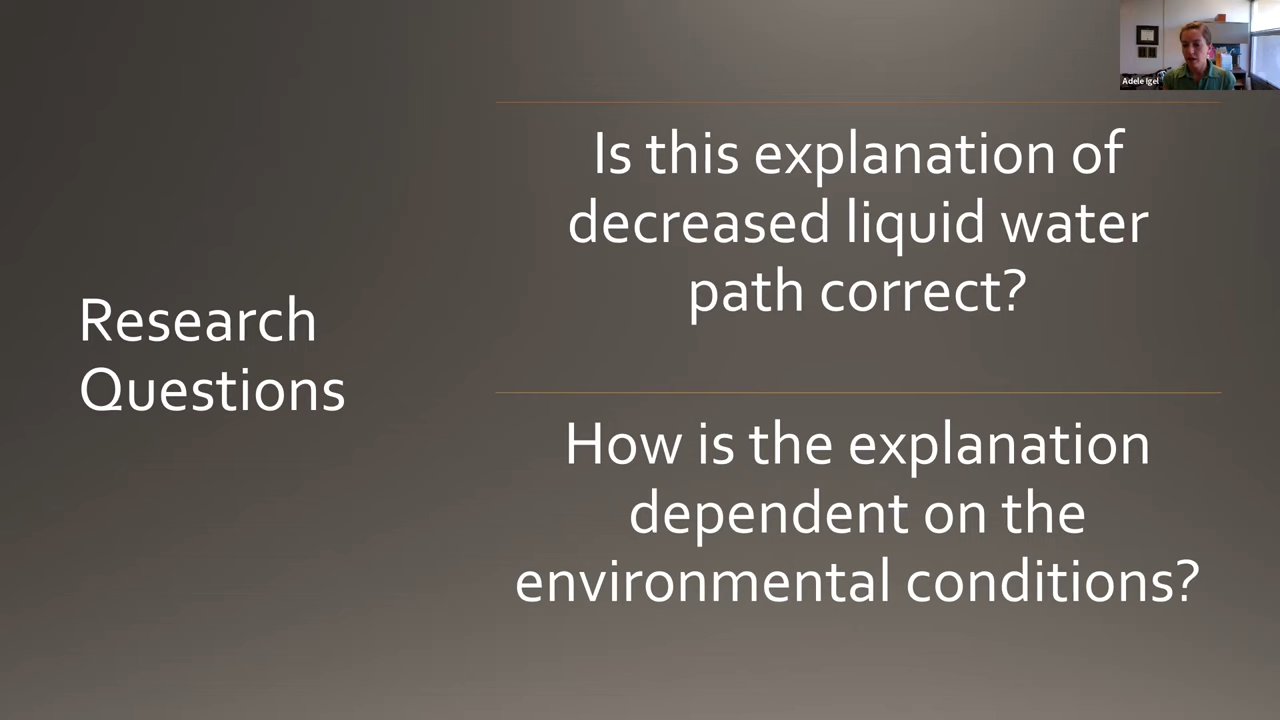 Adele Igel
Research
Questions
Is this explanation of
decreased liquid water
path correct?
How is the explanation
dependent on the
environmental conditions?